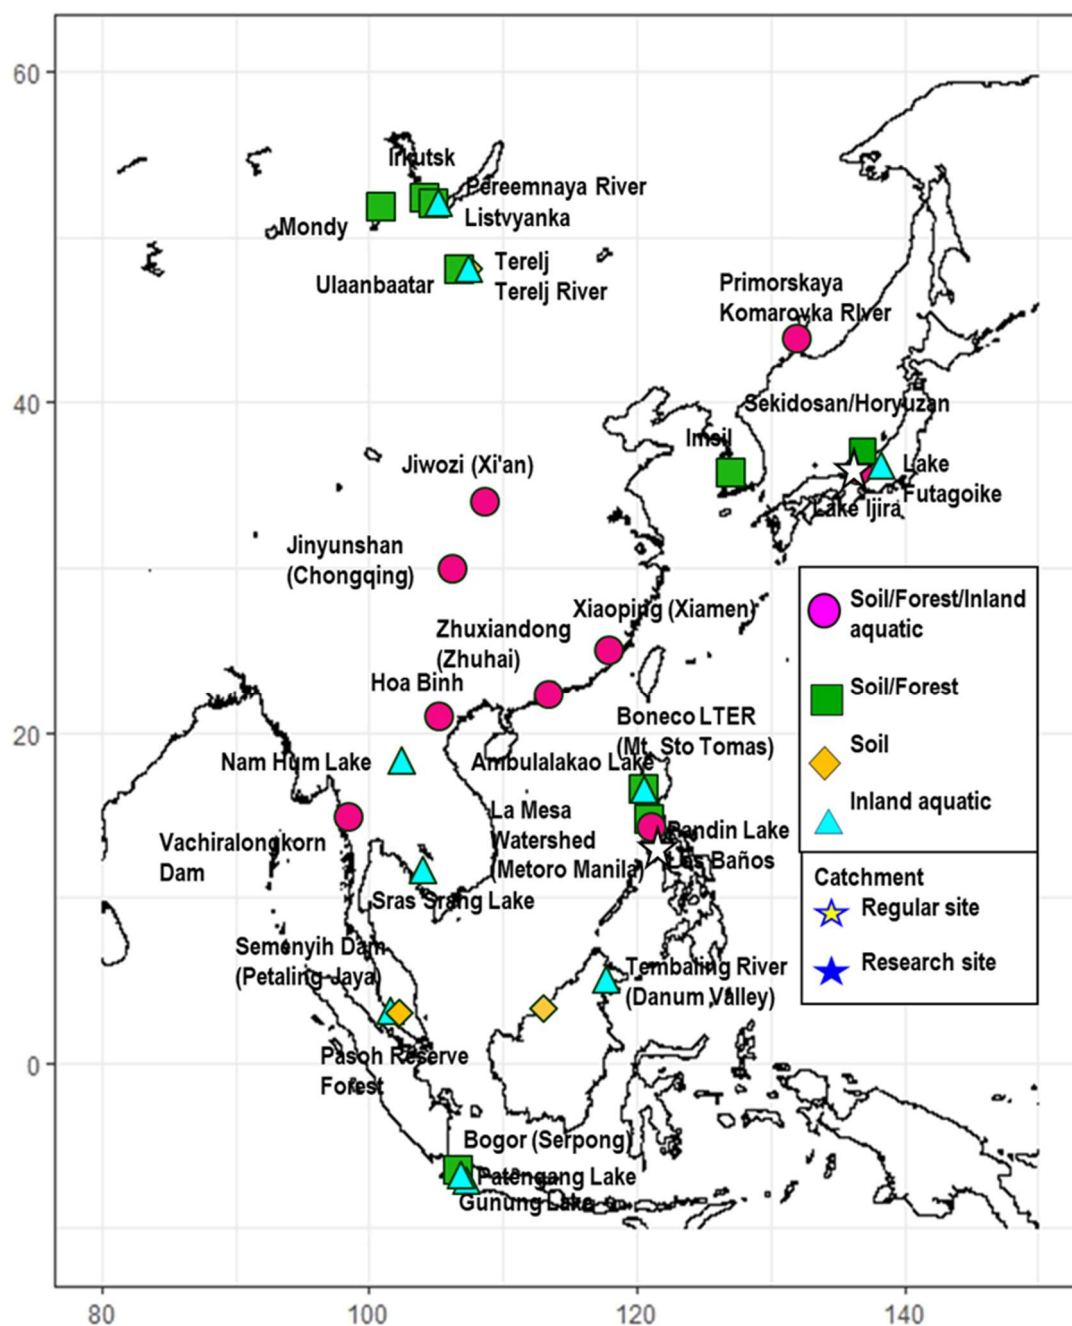 60
40
20
0
80
100
120
140
Irkutsk
Pereemnaya River
Listvyanka
Mondy
Terelj
Terelj River
Ulaanbaatar
Primorskaya
Komarovka RIver
Sekidosan/Horyuzan
Imsil
Lake
Futagoike
Lake Ijira
Jiwozi (Xi'an)
Jinyunshan
(Chongqing)
Xiaoping (Xiamen)
Zhuxiandong
(Zhuhai)
Hoa Binh
Boneco LTER
(Mt. Sto Tomas)
Nam Hum Lake
Ambulalakao Lake
La Mesa
Watershed
(Metoro Manila)
Pandin Lake
Los Baños
Vachiralongkorn
Dam
Sras Srang Lake
Semenyih Dam
(Petaling Jaya)
Tembaling River
(Danum Valley)
Pasoh Reserve
Forest
Bogor (Serpong)
Patengang Lake
Gunung Lake
Soil/Forest/Inland
aquatic
Soil/Forest
Soil
Inland aquatic
Catchment
Regular site
Research site